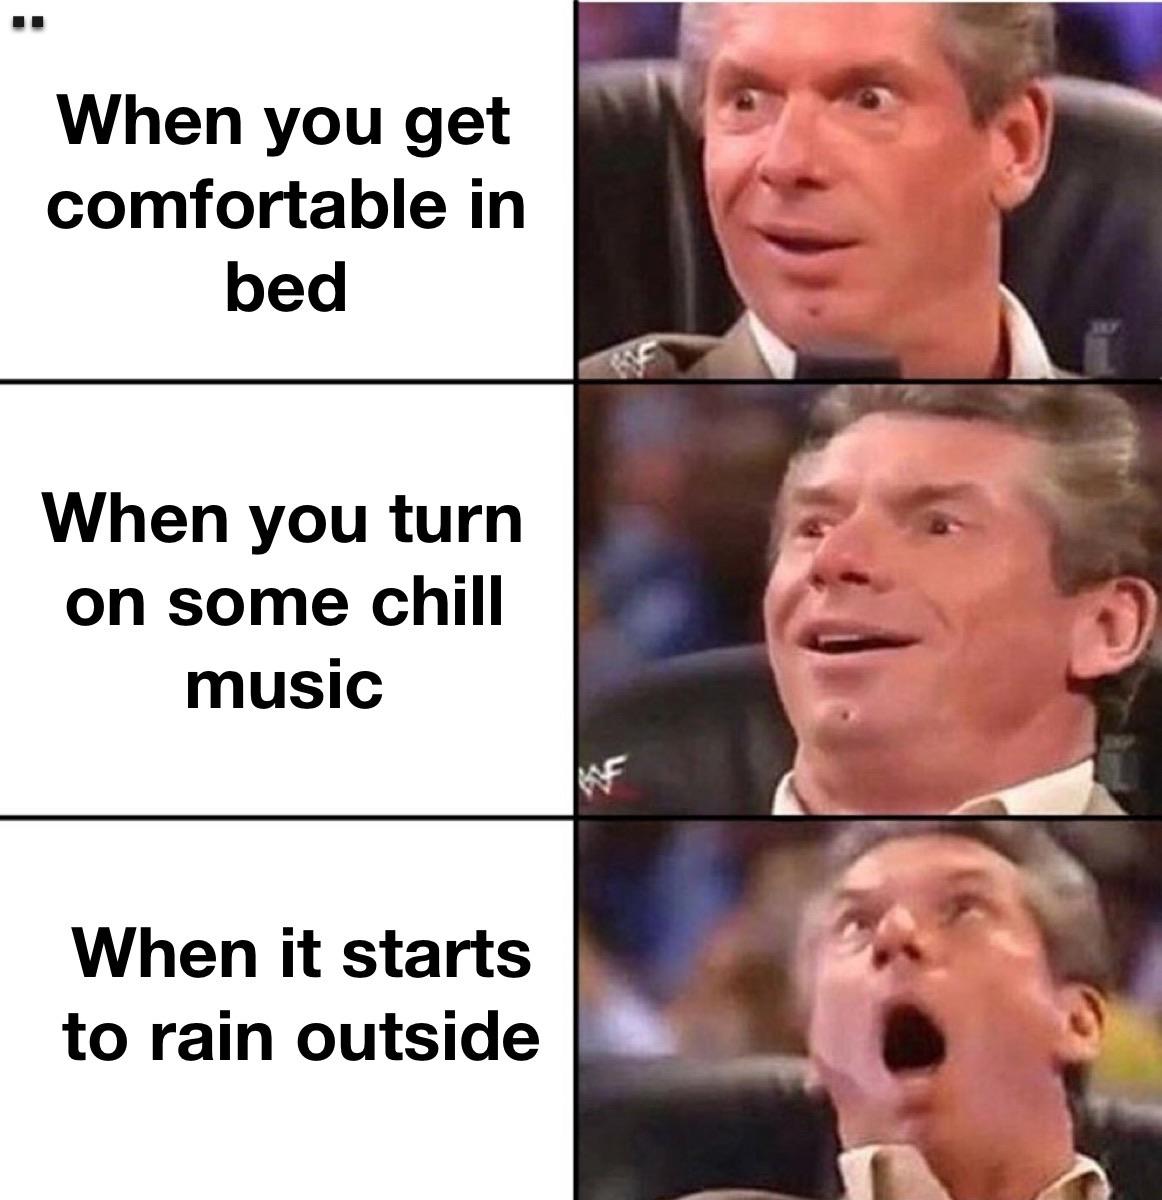 When you get
comfortable in
bed
When you turn
on some chill
music
When it starts
to rain outside